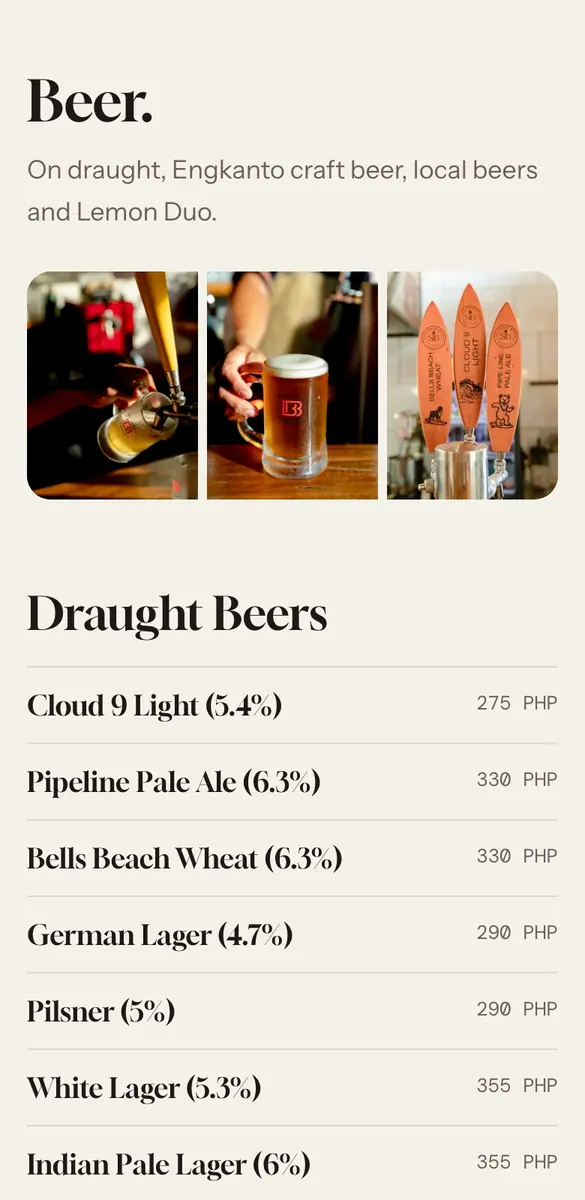 Beer.
On draught, Engkanto craft beer, local beers
and Lemon Duo.
B
BELLS BEACH
WHEAT
CLOUD 9
LIGHT
PIPE LINE
PALE ALE
Draught Beers
Cloud 9 Light (5.4%) 275 PHP
Pipeline Pale Ale (6.3%) 330 PHP
Bells Beach Wheat (6.3%) 330 PHP
German Lager (4.7%) 290 PHP
Pilsner (5%) 290 PHP
White Lager (5.3%) 355 PHP
Indian Pale Lager (6%) 355 PHP